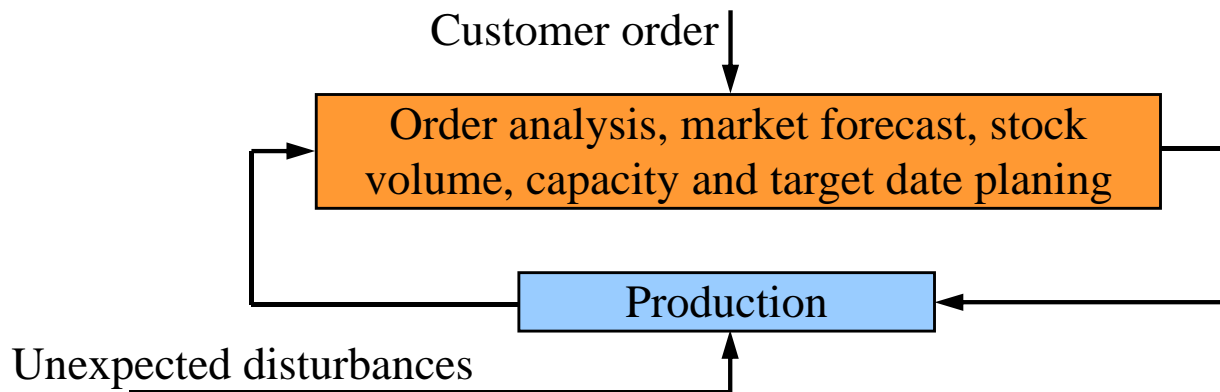 Customer order
Order analysis, market forecast, stock
volume, capacity and target date planing
Production
Unexpected disturbances